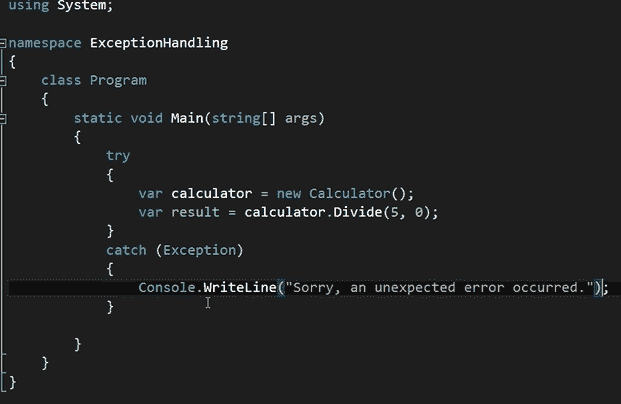 using System;
namespace ExceptionHandling
{
    class Program
    {
        static void Main(string[] args)
        {
            try
            {
                var calculator = new Calculator();
                var result = calculator.Divide(5, 0);
            }
            catch (Exception)
            {
                Console.WriteLine("Sorry, an unexpected error occurred.");
            }
        }
    }
}